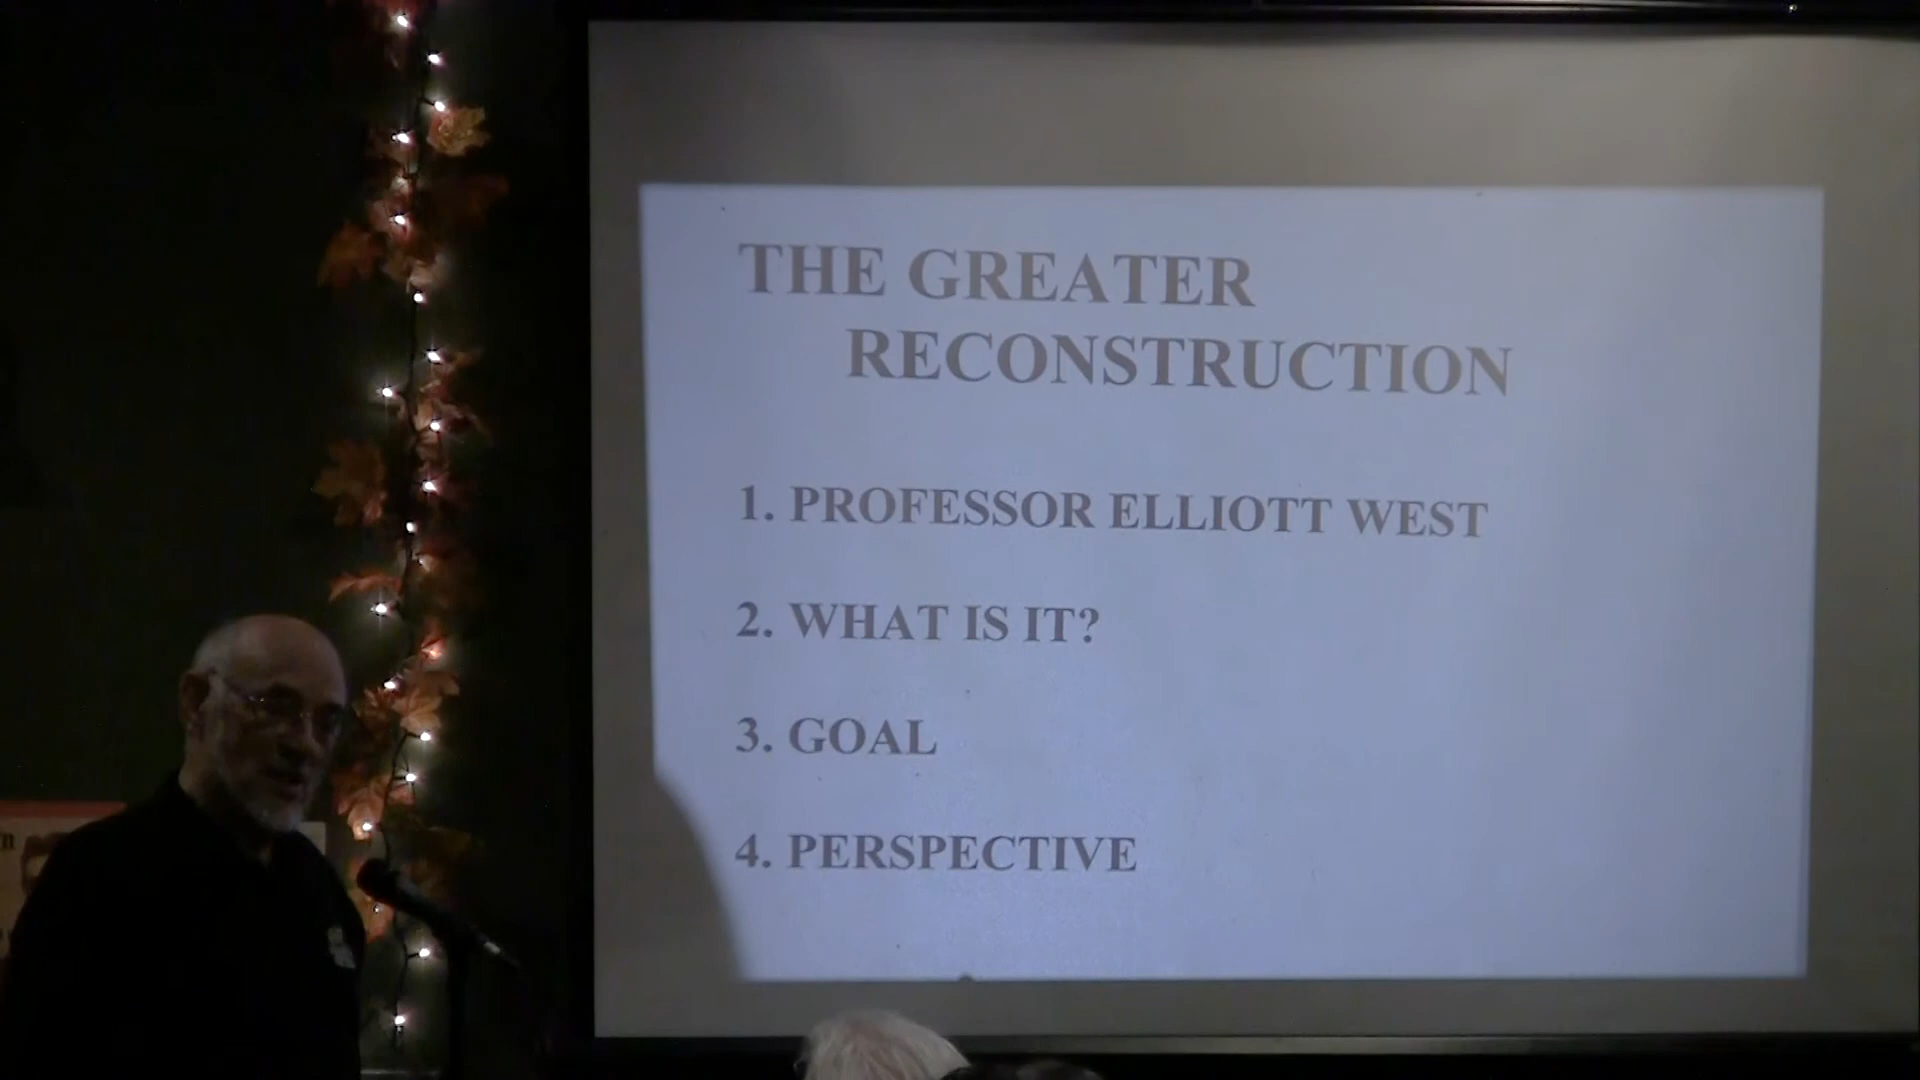 THE GREATER
RECONSTRUCTION
1. PROFESSOR ELLIOTT WEST
2. WHAT IS IT?
3. GOAL
4. PERSPECTIVE